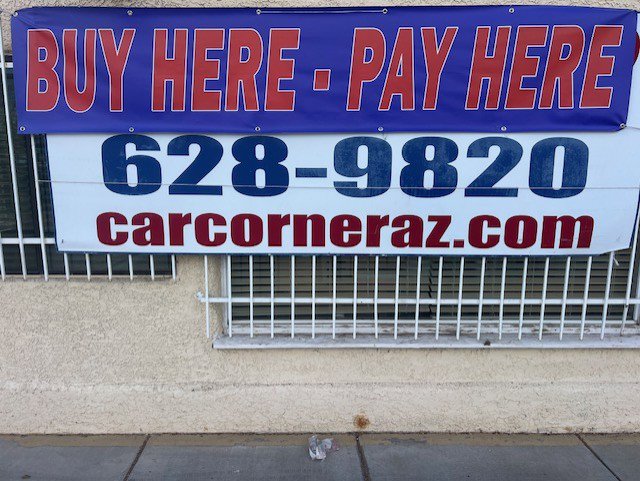 BUY HERE - PAY HERE
628-9820
carcorneraz.com